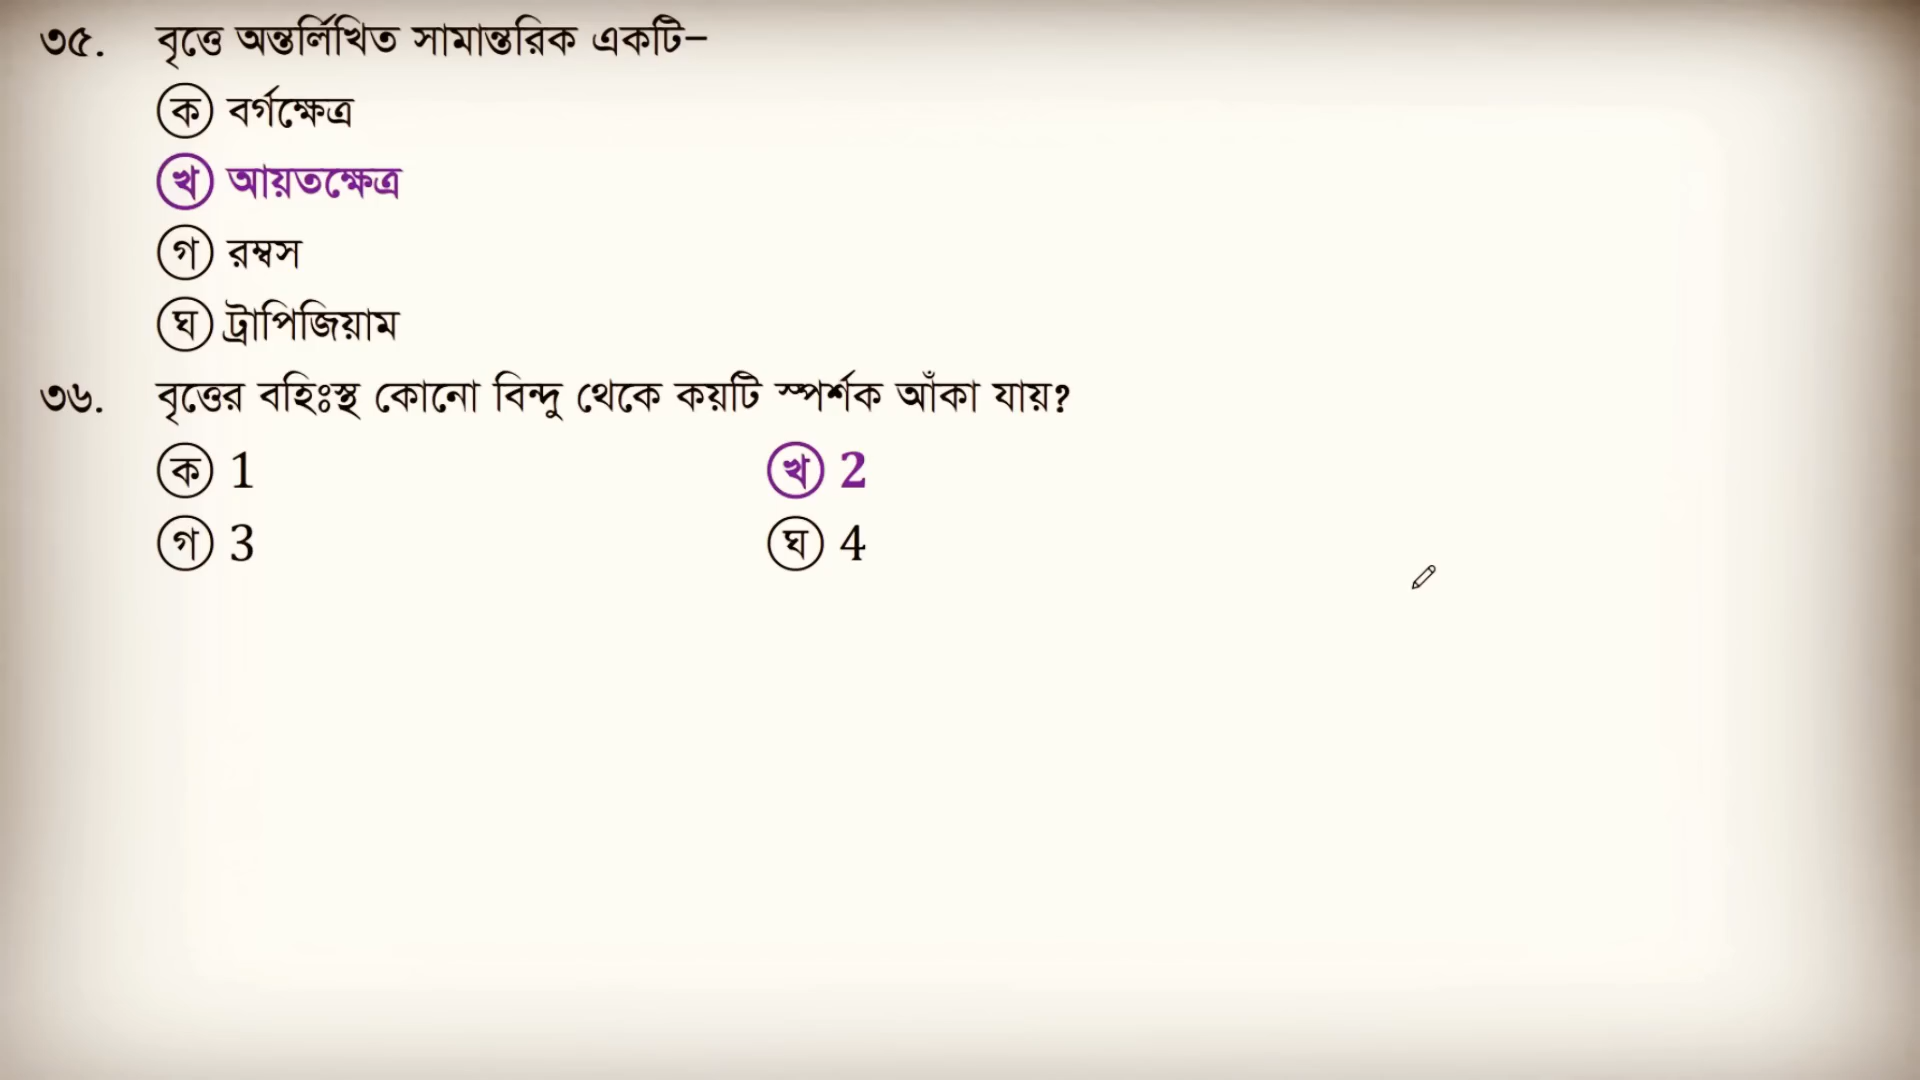 ৩৫. বৃত্তে অন্তর্লিখিত সামান্তরিক একটি–
ক বর্গক্ষেত্র
খ আয়তক্ষেত্র
গ রম্বস
ঘ ট্রাপিজিয়াম
৩৬. বৃত্তের বহিঃস্থ কোনো বিন্দু থেকে কয়টি স্পর্শক আঁকা যায়?
ক 1 খ 2
গ 3 ঘ 4